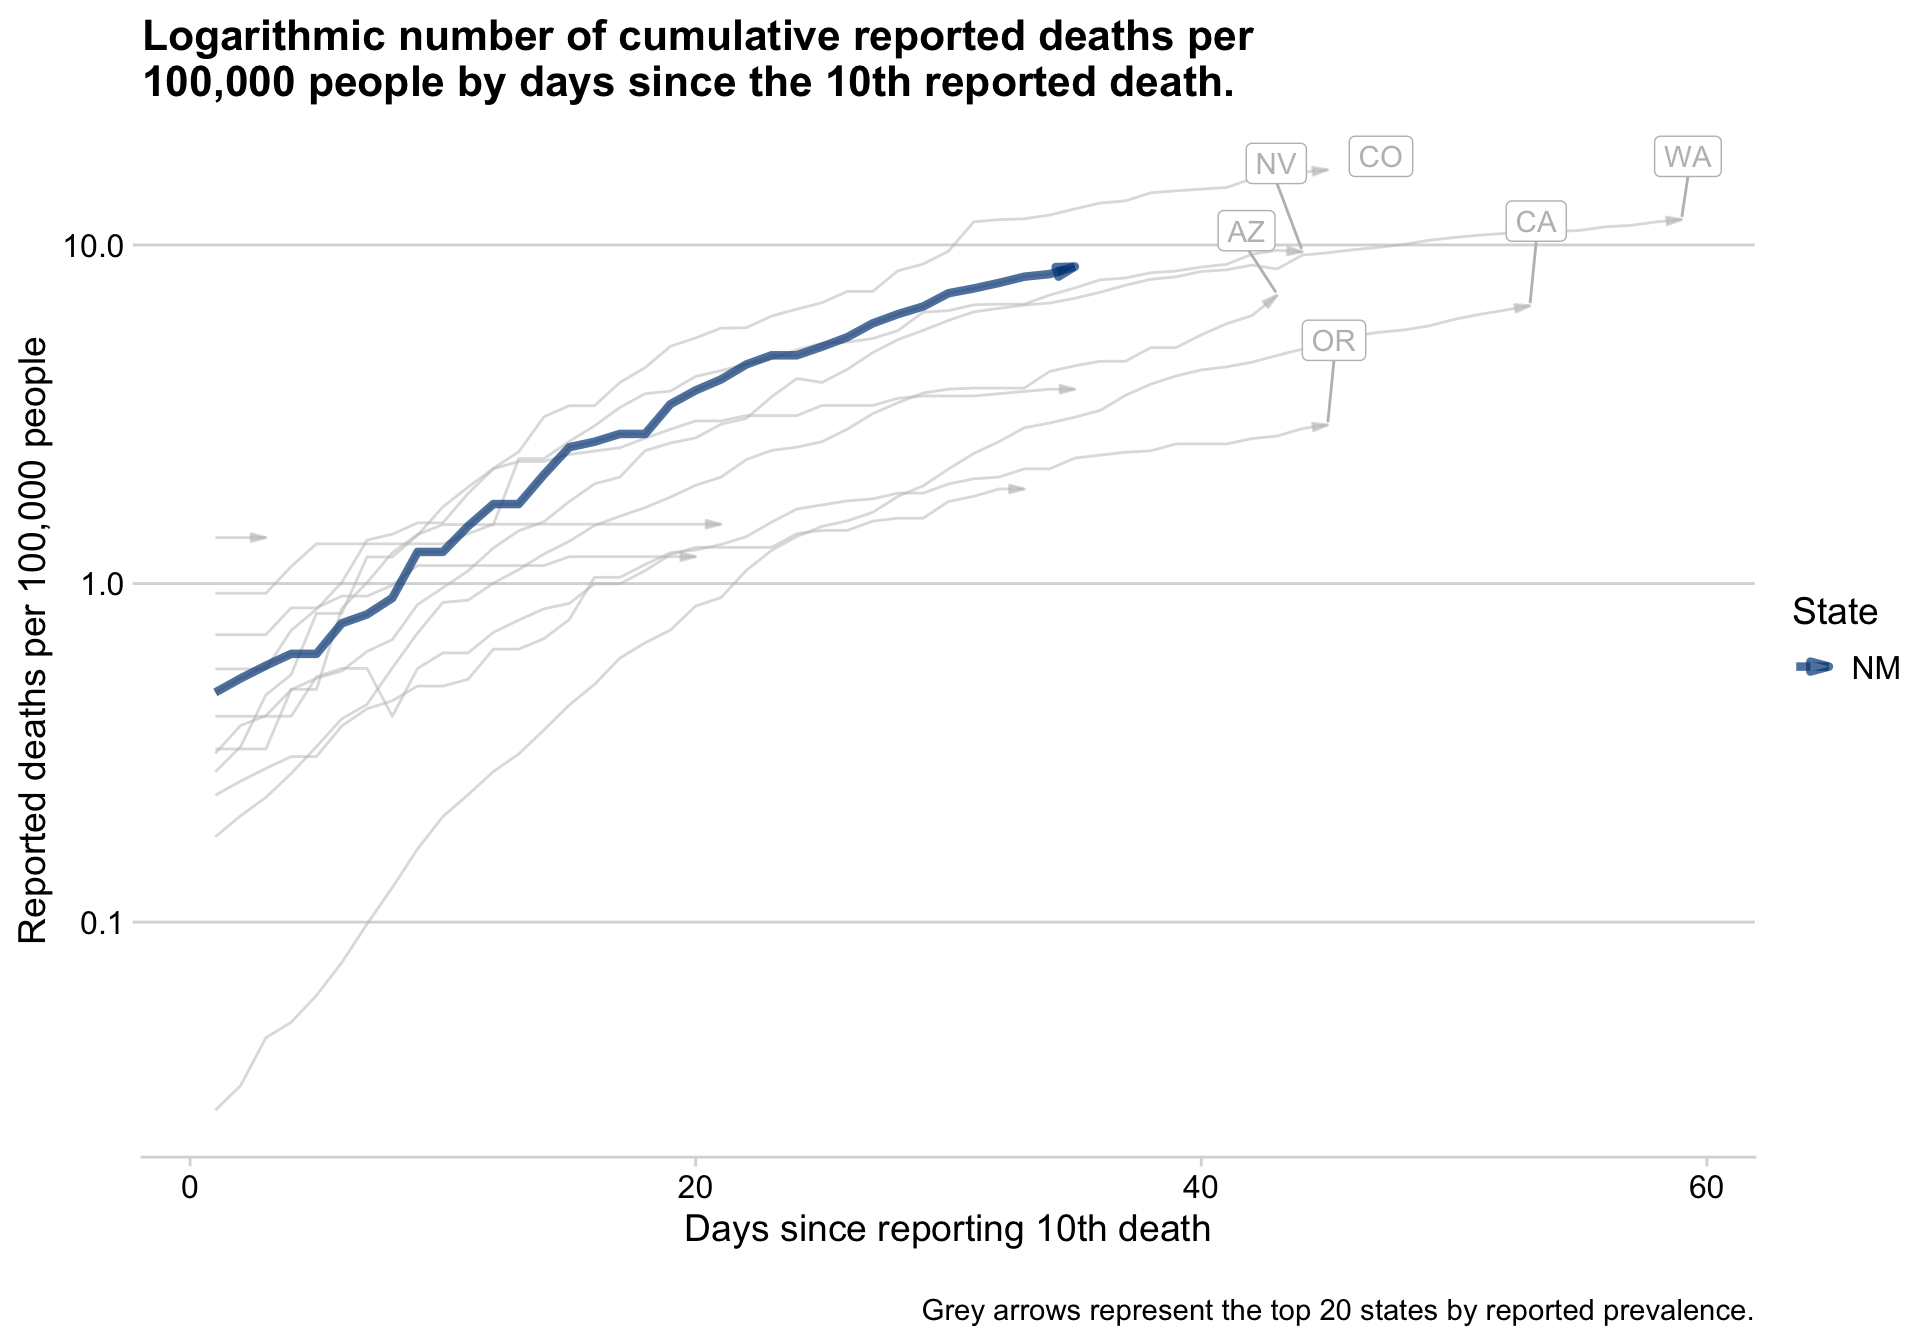 Logarithmic number of cumulative reported deaths per
100,000 people by days since the 10th reported death.
NV
CO
WA
AZ
CA
OR
10.0
1.0
0.1
Reported deaths per 100,000 people
State
NM
0
20
40
60
Days since reporting 10th death
Grey arrows represent the top 20 states by reported prevalence.